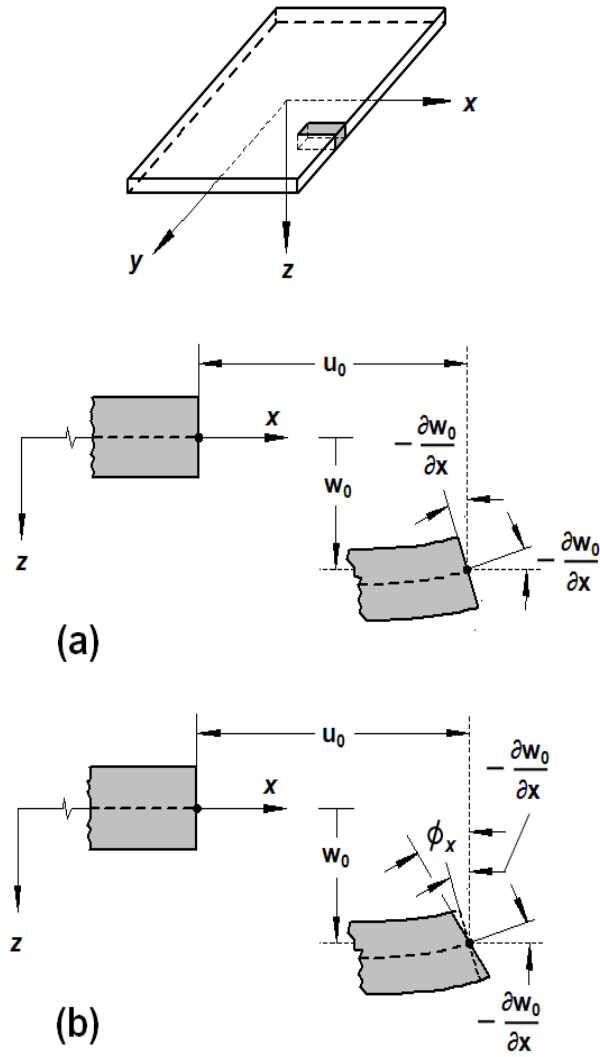 x
y
z
u₀
x
− ∂w₀/∂x
w₀
z
− ∂w₀/∂x
(a)
u₀
− ∂w₀/∂x
x
ϕₓ
w₀
z
− ∂w₀/∂x
(b)